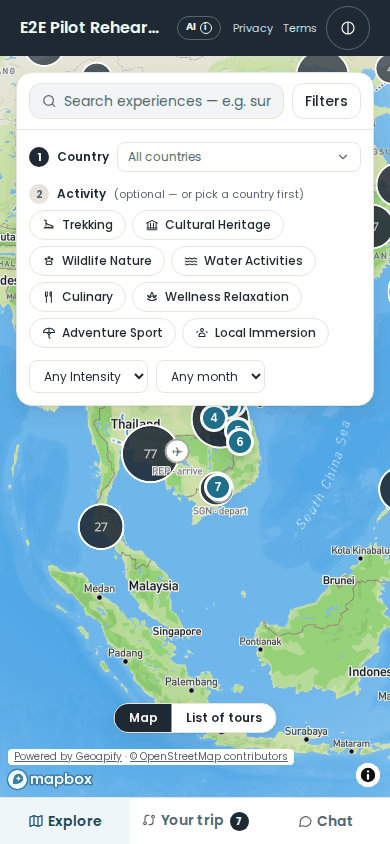 E2E Pilot Rehear...
AI i
Privacy
Terms
Search experiences — e.g. sur
Filters
1 Country
All countries
2 Activity (optional — or pick a country first)
Trekking
Cultural Heritage
Wildlife Nature
Water Activities
Culinary
Wellness Relaxation
Adventure Sport
Local Immersion
Any Intensity
Any month
Thailand
4
6
77
REP · arrive
7
SGN · depart
South China Sea
27
Kota Kinabalu
Brunei
Medan
Malaysia
Singapore
Pontianak
Padang
Palembang
Map
List of tours
Surabaya
Mataram
Powered by Geoapify · © OpenStreetMap contributors
mapbox
i
Explore
Your trip 7
Chat